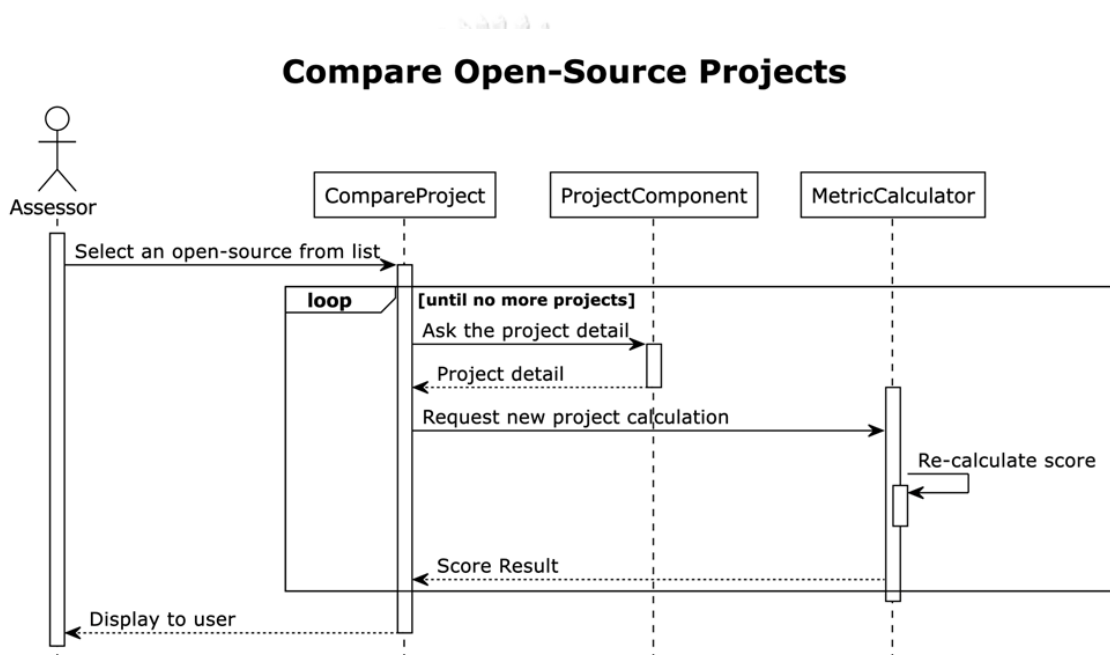 Compare Open-Source Projects
Assessor
CompareProject
ProjectComponent
MetricCalculator
Select an open-source from list
loop
[until no more projects]
Ask the project detail
Project detail
Request new project calculation
Re-calculate score
Score Result
Display to user